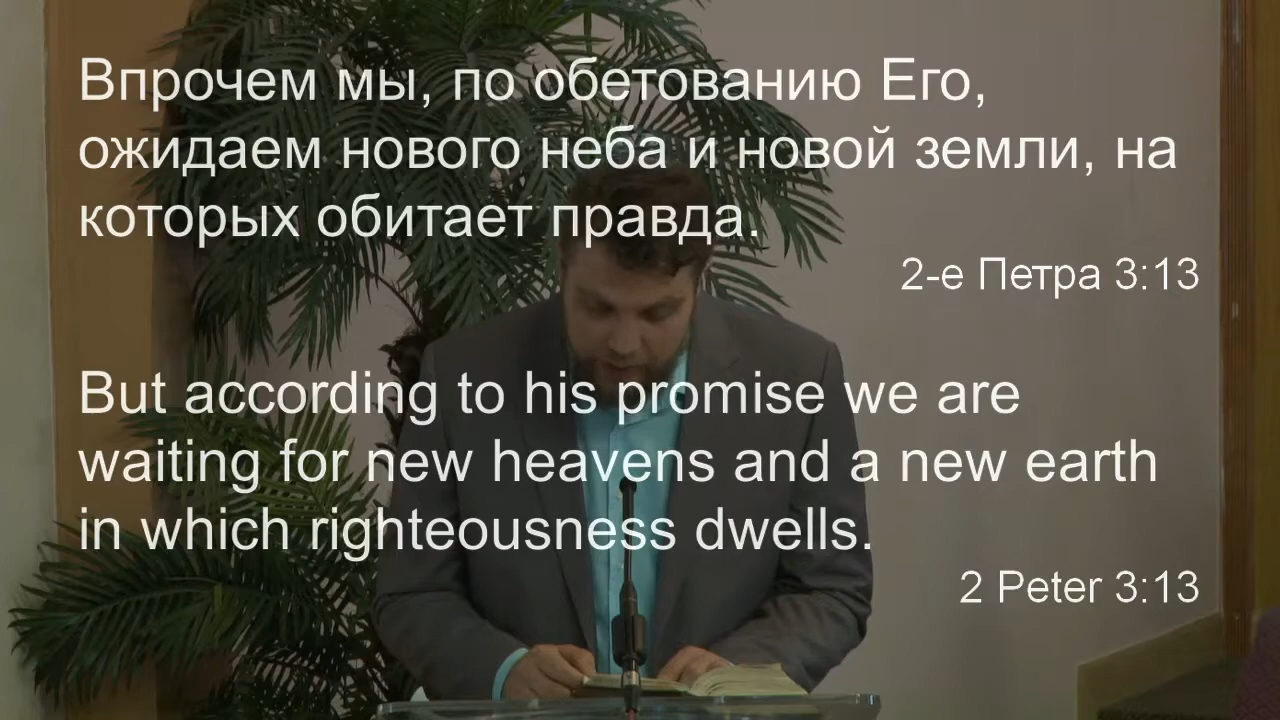 Впрочем мы, по обетованию Его,
ожидаем нового неба и новой земли, на
которых обитает правда.
2-е Петра 3:13
But according to his promise we are
waiting for new heavens and a new earth
in which righteousness dwells.
2 Peter 3:13